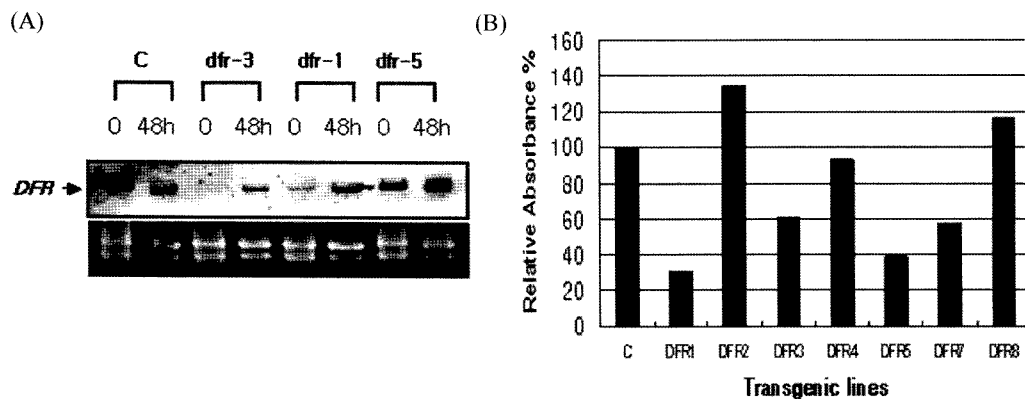 (A)
C dfr-3 dfr-1 dfr-5
0 48h 0 48h 0 48h 0 48h
DFR
(B)
Relative Absorbance %
160
140
120
100
80
60
40
20
0
C DFR1 DFR2 DFR3 DFR4 DFR5 DFR7 DFR8
Transgenic lines